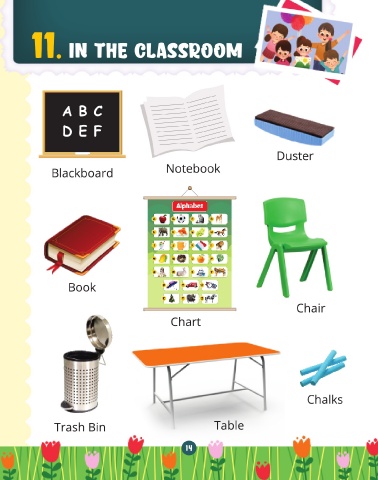 11. IN THE CLASSROOM
A B C
D E F
Blackboard
Notebook
Duster
Alphabet
Book
Chart
Chair
Trash Bin
Table
Chalks
14